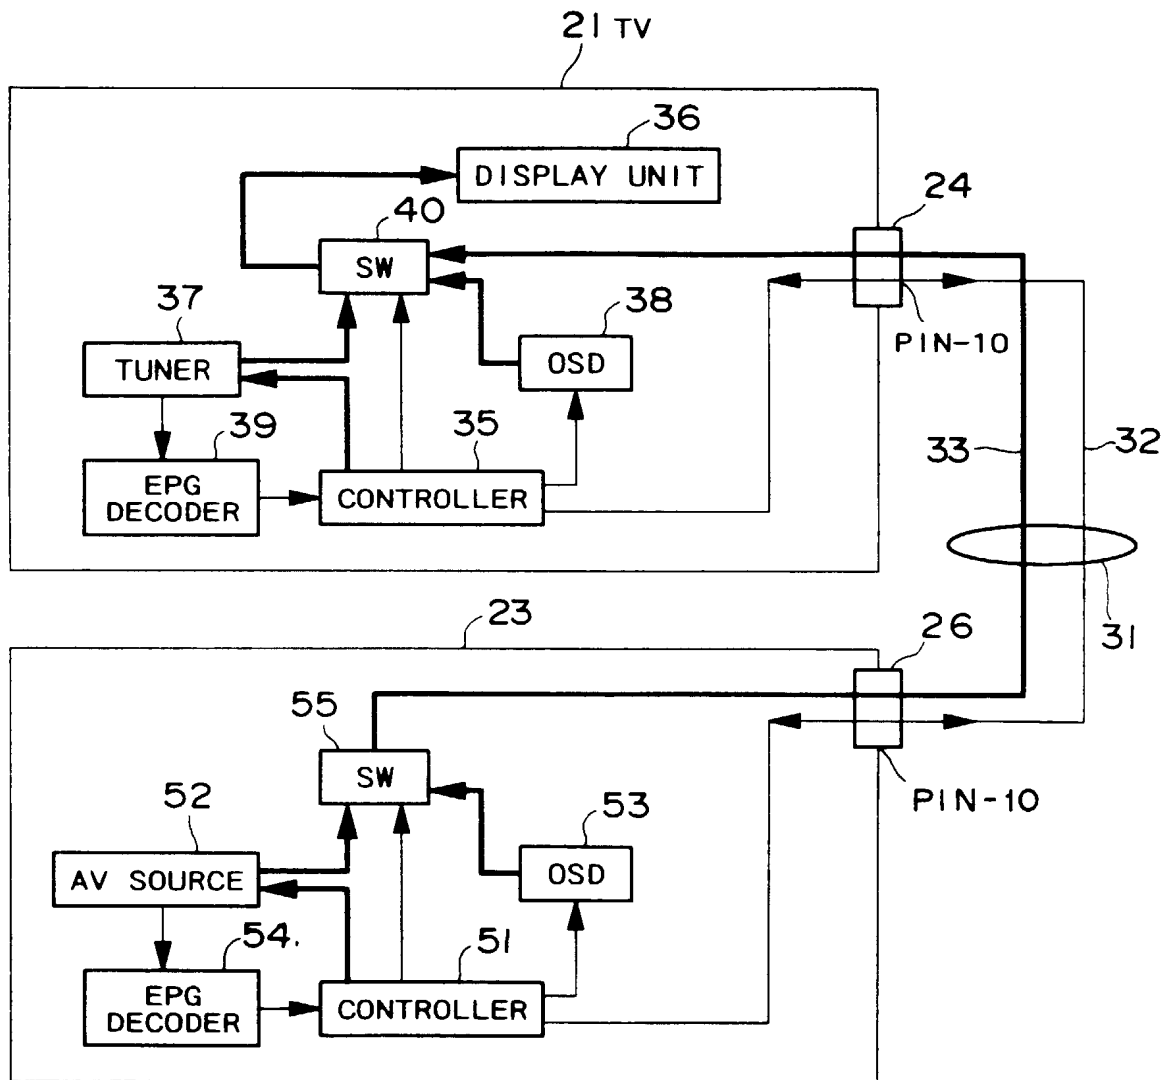 21 TV
36
DISPLAY UNIT
24
40
SW
37
38
TUNER
OSD
PIN-10
39
35
33
32
EPG
DECODER
CONTROLLER
31
23
26
55
SW
PIN-10
52
53
AV SOURCE
OSD
54.
51
EPG
DECODER
CONTROLLER